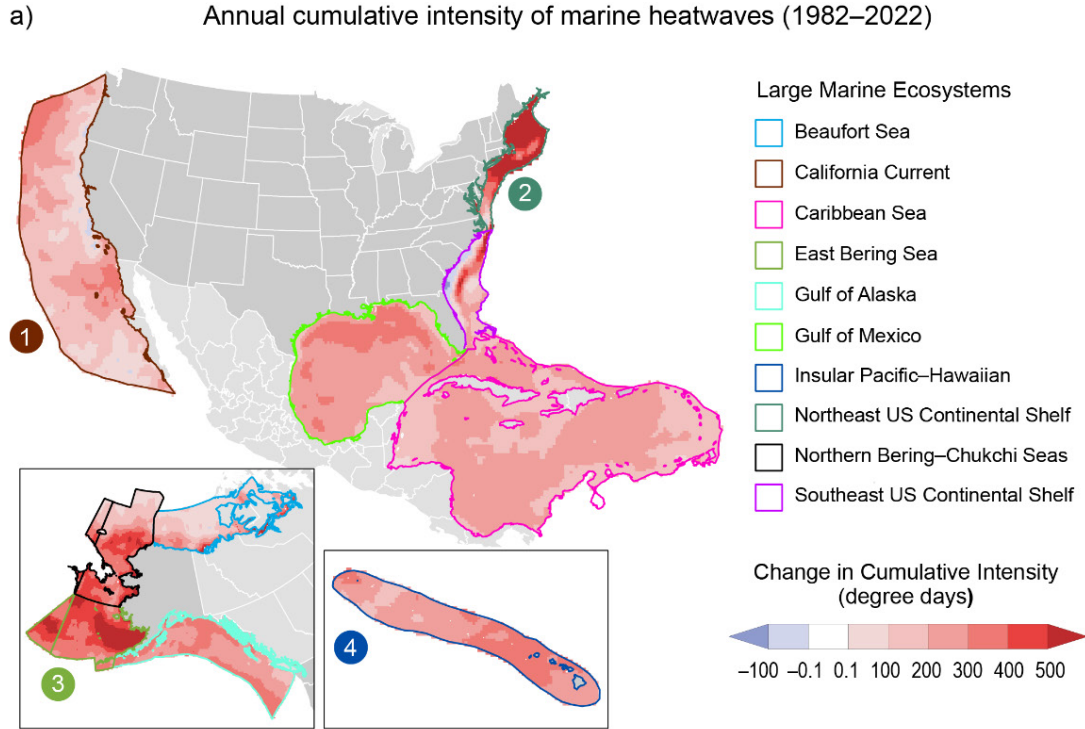 a) Annual cumulative intensity of marine heatwaves (1982–2022)
Large Marine Ecosystems
Beaufort Sea
California Current
Caribbean Sea
East Bering Sea
Gulf of Alaska
Gulf of Mexico
Insular Pacific–Hawaiian
Northeast US Continental Shelf
Northern Bering–Chukchi Seas
Southeast US Continental Shelf
1
2
3
4
Change in Cumulative Intensity
(degree days)
–100 –0.1 0.1 100 200 300 400 500